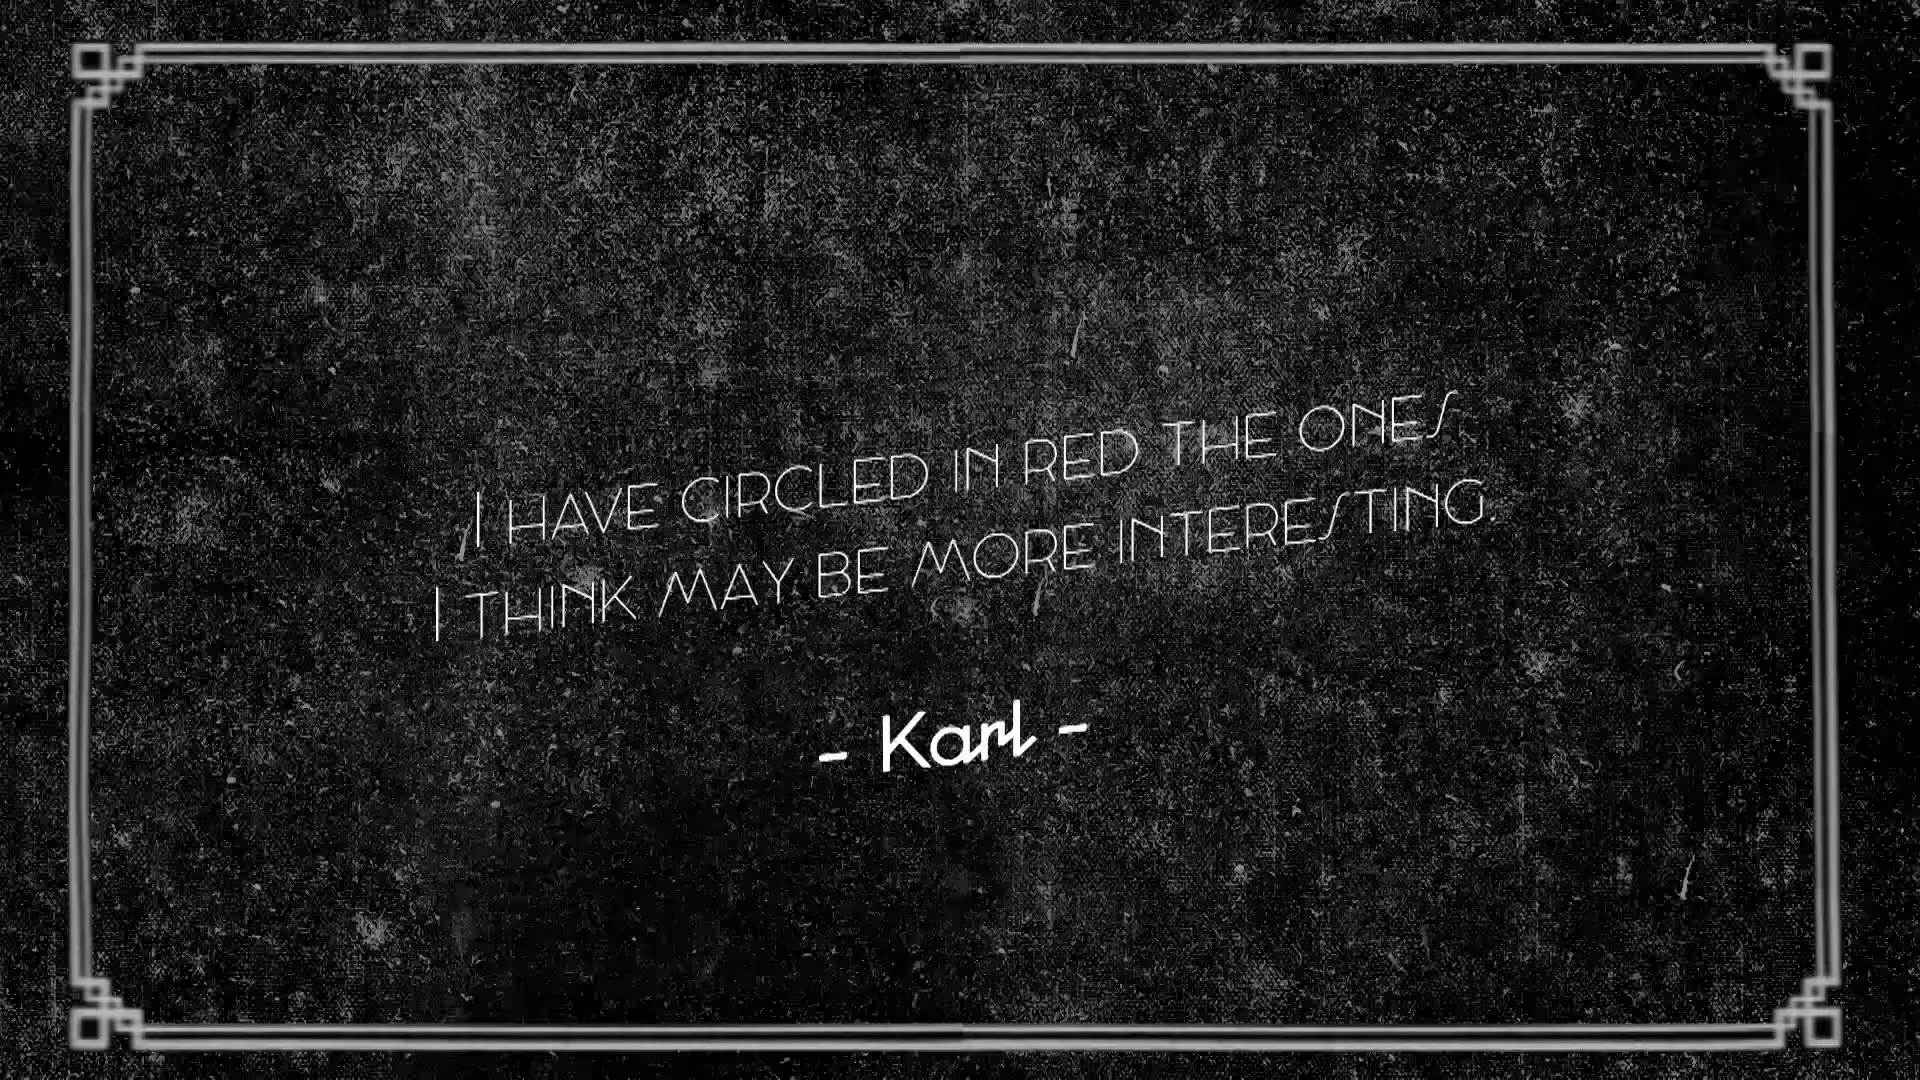 I HAVE CIRCLED IN RED THE ONES
I THINK MAY BE MORE INTERESTING.
- Karl -